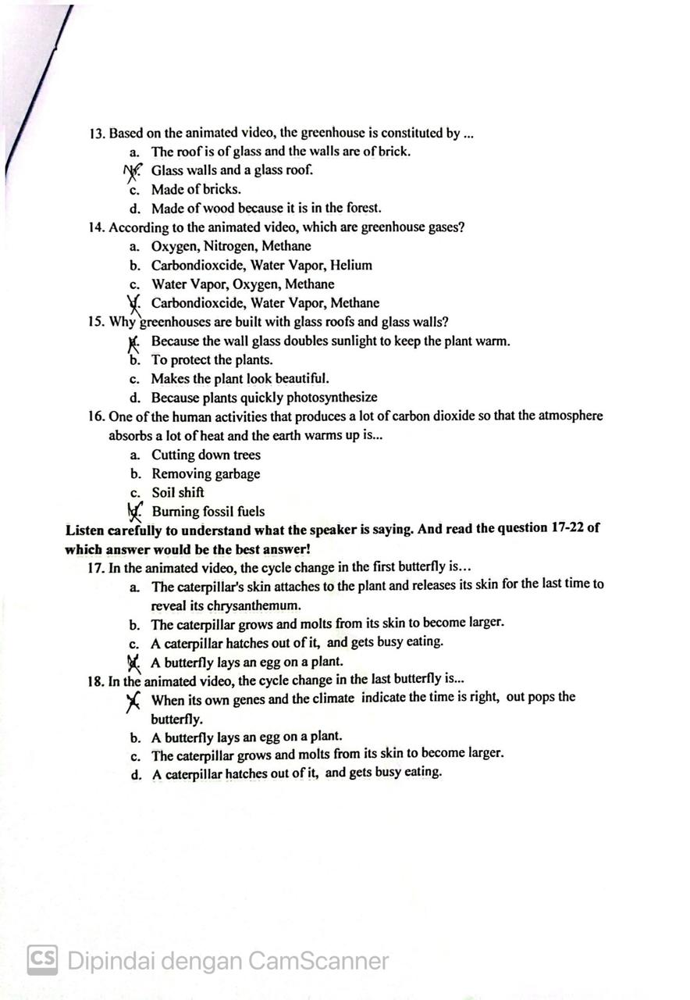 13. Based on the animated video, the greenhouse is constituted by ...
a. The roof is of glass and the walls are of brick.
Glass walls and a glass roof.
c. Made of bricks.
d. Made of wood because it is in the forest.
14. According to the animated video, which are greenhouse gases?
a. Oxygen, Nitrogen, Methane
b. Carbondioxcide, Water Vapor, Helium
c. Water Vapor, Oxygen, Methane
Carbondioxcide, Water Vapor, Methane
15. Why greenhouses are built with glass roofs and glass walls?
Because the wall glass doubles sunlight to keep the plant warm.
b. To protect the plants.
c. Makes the plant look beautiful.
d. Because plants quickly photosynthesize
16. One of the human activities that produces a lot of carbon dioxide so that the atmosphere
absorbs a lot of heat and the earth warms up is...
a. Cutting down trees
b. Removing garbage
c. Soil shift
Burning fossil fuels
Listen carefully to understand what the speaker is saying. And read the question 17-22 of
which answer would be the best answer!
17. In the animated video, the cycle change in the first butterfly is...
a. The caterpillar's skin attaches to the plant and releases its skin for the last time to
reveal its chrysanthemum.
b. The caterpillar grows and molts from its skin to become larger.
c. A caterpillar hatches out of it, and gets busy eating.
A butterfly lays an egg on a plant.
18. In the animated video, the cycle change in the last butterfly is...
When its own genes and the climate indicate the time is right, out pops the
butterfly.
b. A butterfly lays an egg on a plant.
c. The caterpillar grows and molts from its skin to become larger.
d. A caterpillar hatches out of it, and gets busy eating.
CS Dipindai dengan CamScanner